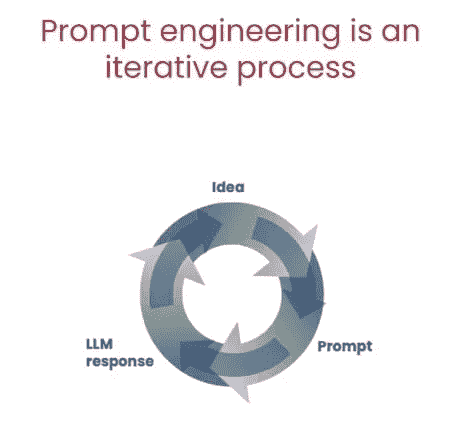 Prompt engineering is an
iterative process
Idea
Prompt
LLM
response